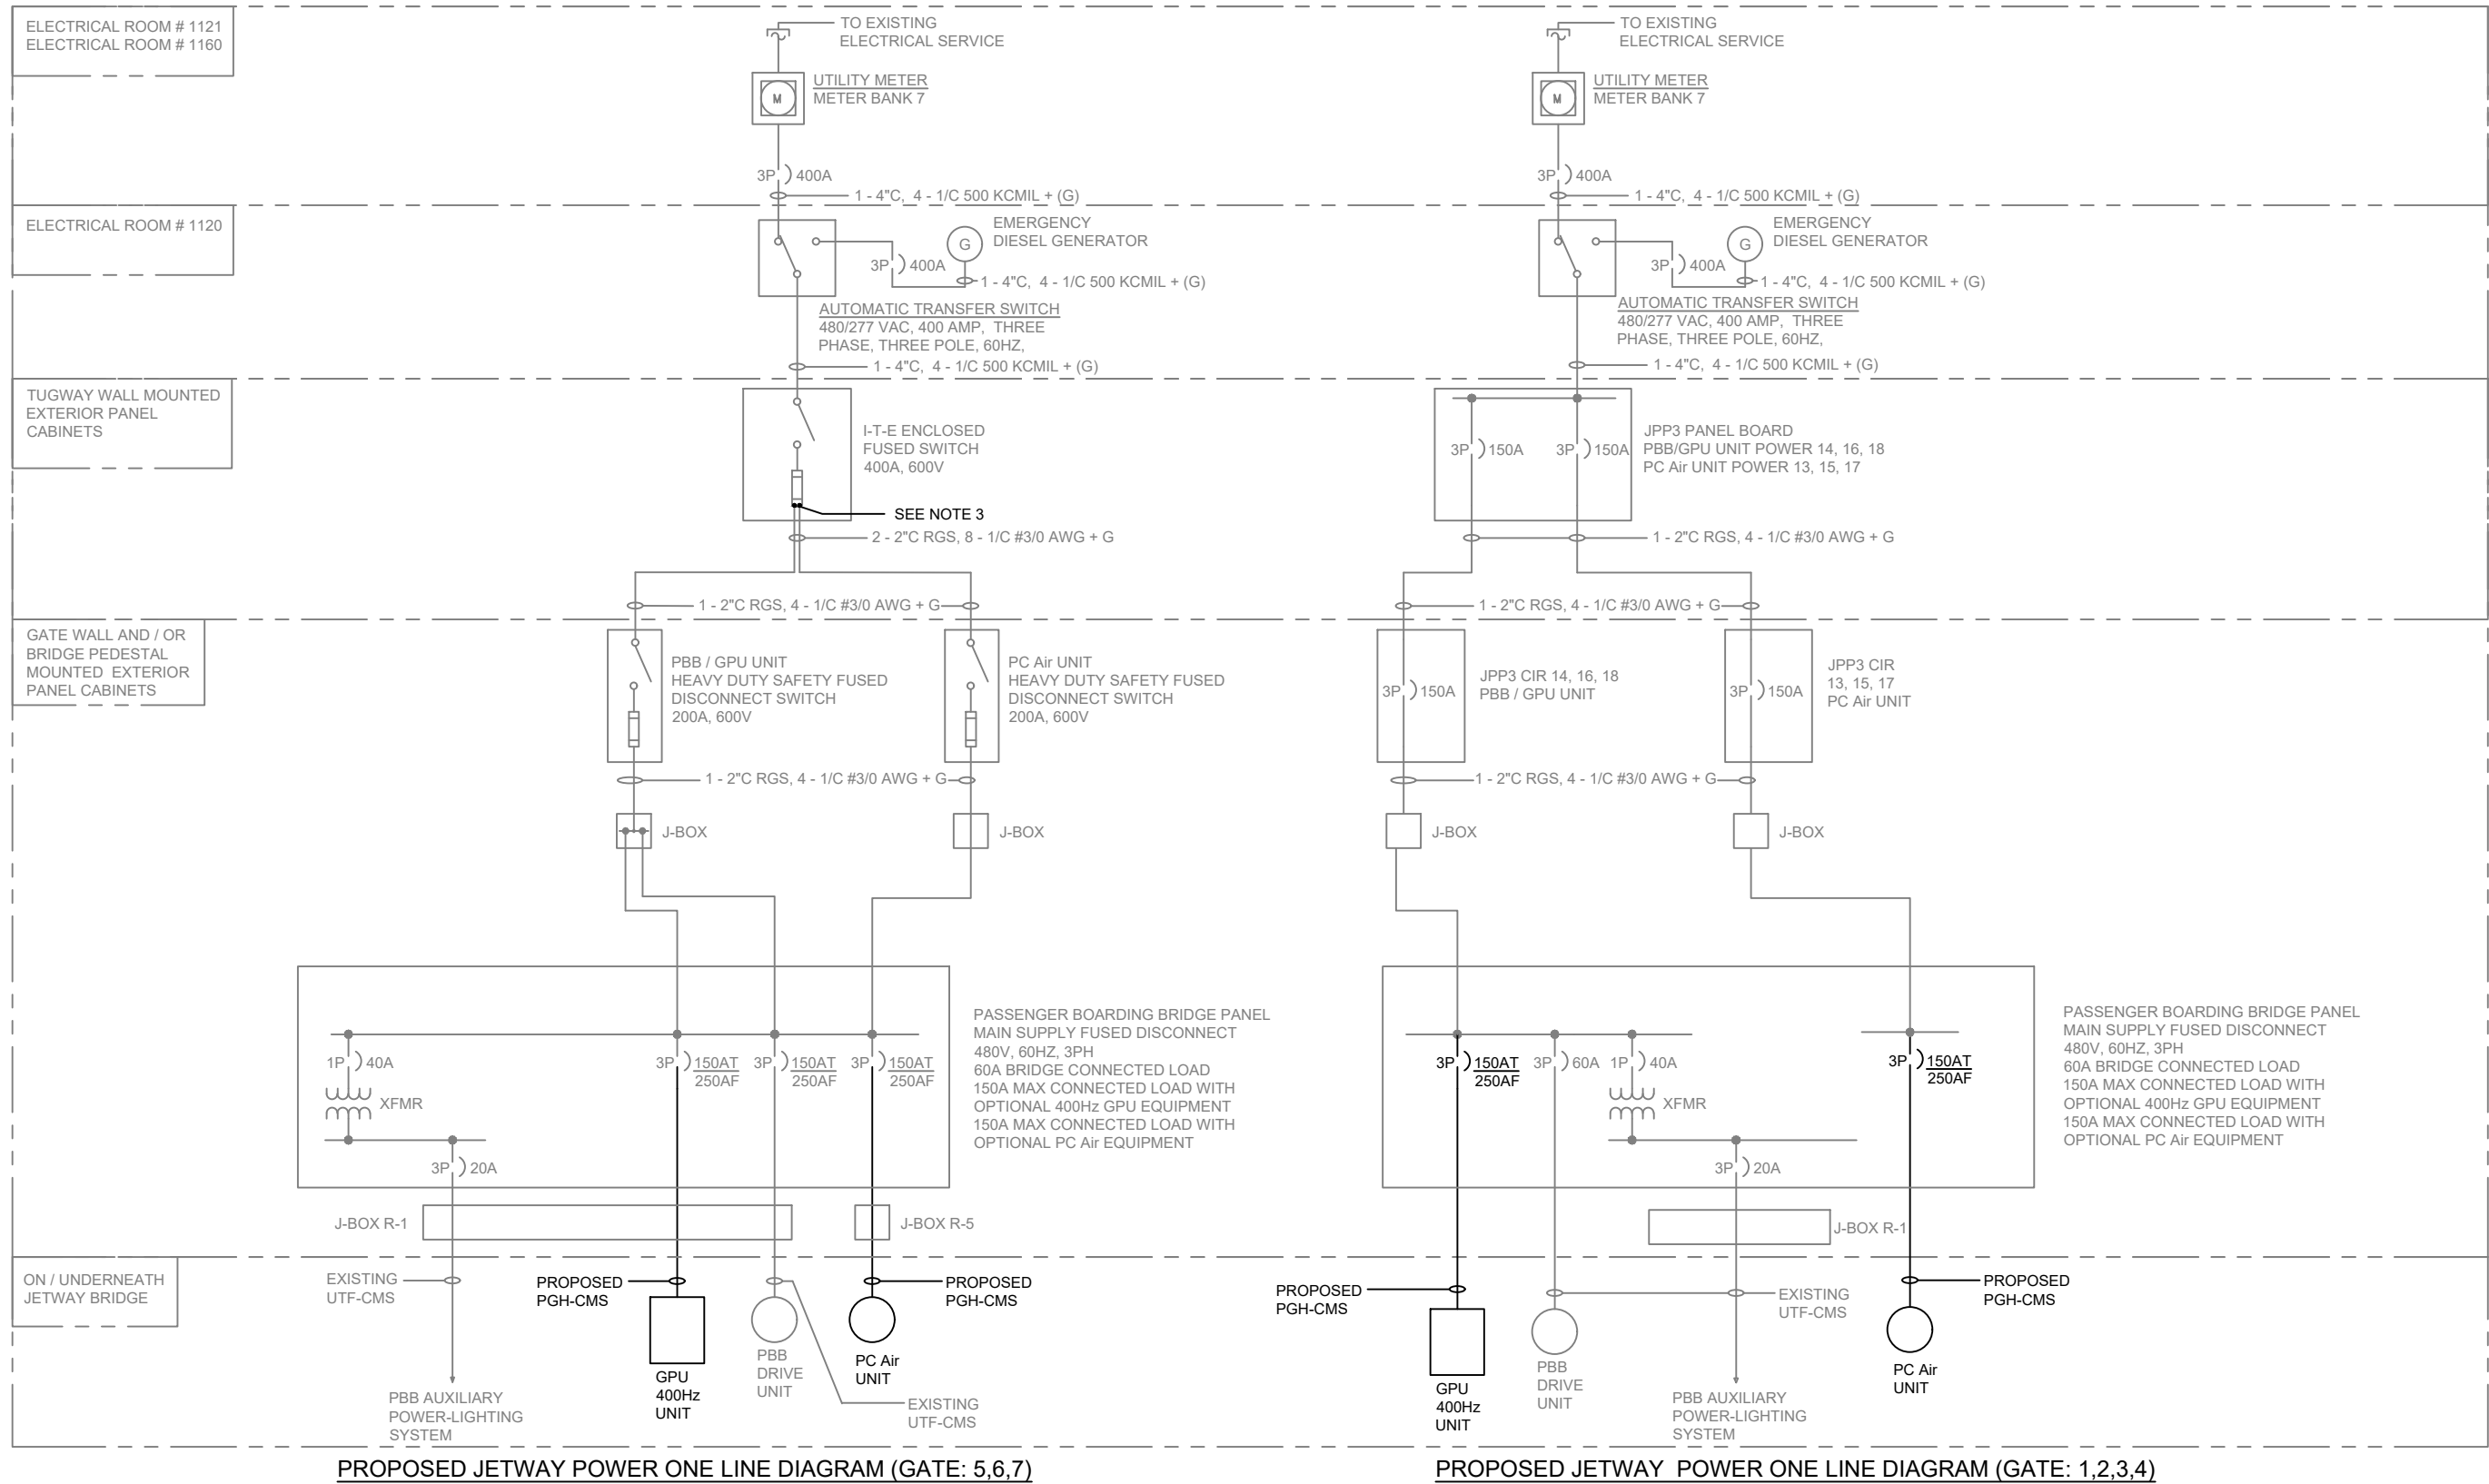 ELECTRICAL ROOM # 1121
ELECTRICAL ROOM # 1160
TO EXISTING
ELECTRICAL SERVICE
UTILITY METER
METER BANK 7
M
3P
400A
1 - 4"C, 4 - 1/C 500 KCMIL + (G)
TO EXISTING
ELECTRICAL SERVICE
UTILITY METER
METER BANK 7
M
3P
400A
1 - 4"C, 4 - 1/C 500 KCMIL + (G)
ELECTRICAL ROOM # 1120
EMERGENCY
DIESEL GENERATOR
G
3P
400A
1 - 4"C, 4 - 1/C 500 KCMIL + (G)
AUTOMATIC TRANSFER SWITCH
480/277 VAC, 400 AMP, THREE
PHASE, THREE POLE, 60HZ,
1 - 4"C, 4 - 1/C 500 KCMIL + (G)
EMERGENCY
DIESEL GENERATOR
G
3P
400A
1 - 4"C, 4 - 1/C 500 KCMIL + (G)
AUTOMATIC TRANSFER SWITCH
480/277 VAC, 400 AMP, THREE
PHASE, THREE POLE, 60HZ,
1 - 4"C, 4 - 1/C 500 KCMIL + (G)
TUGWAY WALL MOUNTED
EXTERIOR PANEL
CABINETS
I-T-E ENCLOSED
FUSED SWITCH
400A, 600V
SEE NOTE 3
2 - 2"C RGS, 8 - 1/C #3/0 AWG + G
1 - 2"C RGS, 4 - 1/C #3/0 AWG + G
3P
150A
3P
150A
JPP3 PANEL BOARD
PBB/GPU UNIT POWER 14, 16, 18
PC Air UNIT POWER 13, 15, 17
1 - 2"C RGS, 4 - 1/C #3/0 AWG + G
1 - 2"C RGS, 4 - 1/C #3/0 AWG + G
GATE WALL AND / OR
BRIDGE PEDESTAL
MOUNTED EXTERIOR
PANEL CABINETS
PBB / GPU UNIT
HEAVY DUTY SAFETY FUSED
DISCONNECT SWITCH
200A, 600V
PC Air UNIT
HEAVY DUTY SAFETY FUSED
DISCONNECT SWITCH
200A, 600V
1 - 2"C RGS, 4 - 1/C #3/0 AWG + G
J-BOX
J-BOX
3P
150A
JPP3 CIR 14, 16, 18
PBB / GPU UNIT
3P
150A
JPP3 CIR
13, 15, 17
PC Air UNIT
1 - 2"C RGS, 4 - 1/C #3/0 AWG + G
J-BOX
J-BOX
1P
40A
XFMR
3P
20A
3P
150AT
250AF
3P
150AT
250AF
3P
150AT
250AF
PASSENGER BOARDING BRIDGE PANEL
MAIN SUPPLY FUSED DISCONNECT
480V, 60HZ, 3PH
60A BRIDGE CONNECTED LOAD
150A MAX CONNECTED LOAD WITH
OPTIONAL 400Hz GPU EQUIPMENT
150A MAX CONNECTED LOAD WITH
OPTIONAL PC Air EQUIPMENT
J-BOX R-1
J-BOX R-5
3P
150AT
250AF
3P
60A
1P
40A
XFMR
3P
20A
3P
150AT
250AF
PASSENGER BOARDING BRIDGE PANEL
MAIN SUPPLY FUSED DISCONNECT
480V, 60HZ, 3PH
60A BRIDGE CONNECTED LOAD
150A MAX CONNECTED LOAD WITH
OPTIONAL 400Hz GPU EQUIPMENT
150A MAX CONNECTED LOAD WITH
OPTIONAL PC Air EQUIPMENT
J-BOX R-1
ON / UNDERNEATH
JETWAY BRIDGE
EXISTING
UTF-CMS
PROPOSED
PGH-CMS
PROPOSED
PGH-CMS
PBB AUXILIARY
POWER-LIGHTING
SYSTEM
GPU
400Hz
UNIT
PBB
DRIVE
UNIT
PC Air
UNIT
EXISTING
UTF-CMS
PROPOSED
PGH-CMS
EXISTING
UTF-CMS
PROPOSED
PGH-CMS
GPU
400Hz
UNIT
PBB
DRIVE
UNIT
PBB AUXILIARY
POWER-LIGHTING
SYSTEM
PC Air
UNIT
PROPOSED JETWAY POWER ONE LINE DIAGRAM (GATE: 5,6,7)
PROPOSED JETWAY POWER ONE LINE DIAGRAM (GATE: 1,2,3,4)